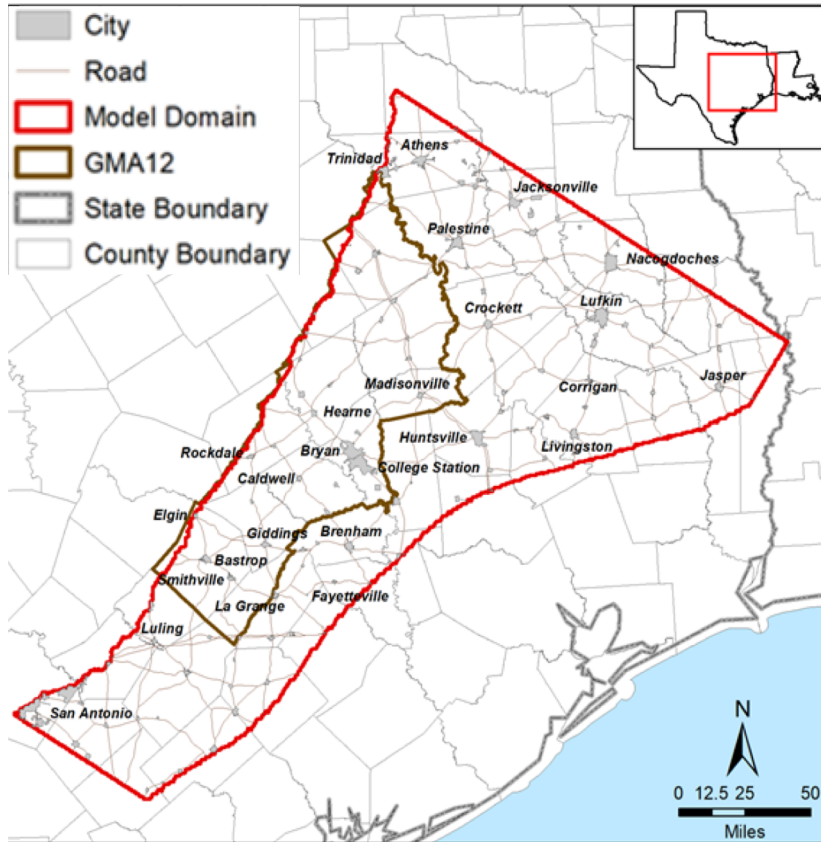 City
Road
Model Domain
GMA12
State Boundary
County Boundary
Trinidad
Athens
Jacksonville
Palestine
Nacogdoches
Crockett
Lufkin
Madisonville
Corrigan
Jasper
Hearne
Huntsville
Livingston
Rockdale
Bryan
College Station
Caldwell
Elgin
Giddings
Brenham
Bastrop
Smithville
La Grange
Fayetteville
Luling
San Antonio
N
0 12.5 25 50
Miles